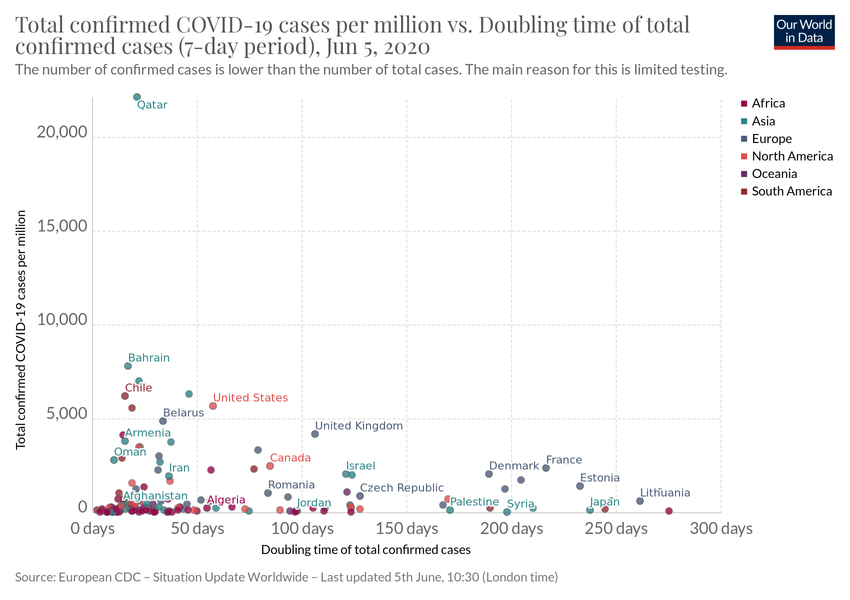 Total confirmed COVID-19 cases per million vs. Doubling time of total
confirmed cases (7-day period), Jun 5, 2020
Our World
in Data
The number of confirmed cases is lower than the number of total cases. The main reason for this is limited testing.
Qatar
Africa
Asia
Europe
North America
Oceania
South America
20,000
15,000
10,000
5,000
0
Total confirmed COVID-19 cases per million
Bahrain
Chile
United States
Belarus
United Kingdom
Armenia
Oman
Iran
Canada
Israel
Denmark
France
Estonia
Romania
Czech Republic
Lithuania
Afghanistan
Algeria
Jordan
Palestine
Syria
Japan
0 days
50 days
100 days
150 days
200 days
250 days
300 days
Doubling time of total confirmed cases
Source: European CDC – Situation Update Worldwide – Last updated 5th June, 10:30 (London time)